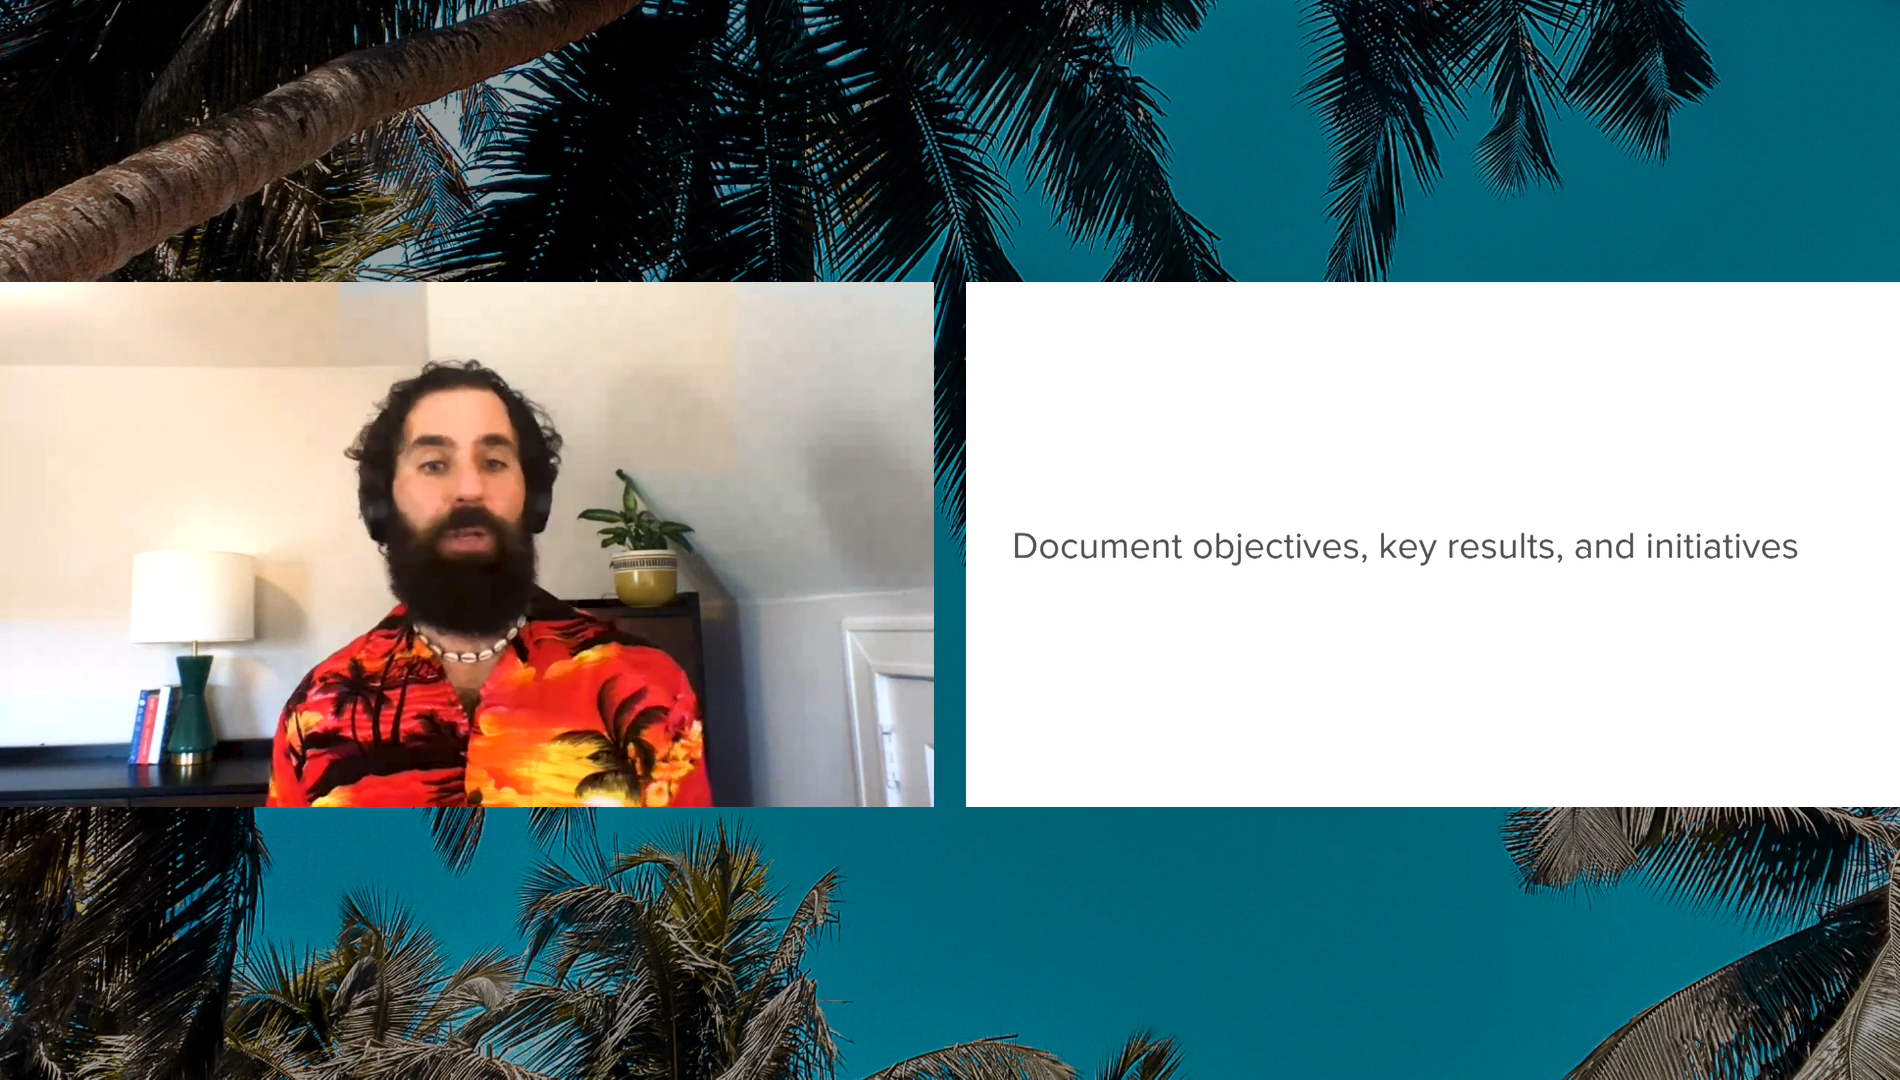 Document objectives, key results, and initiatives